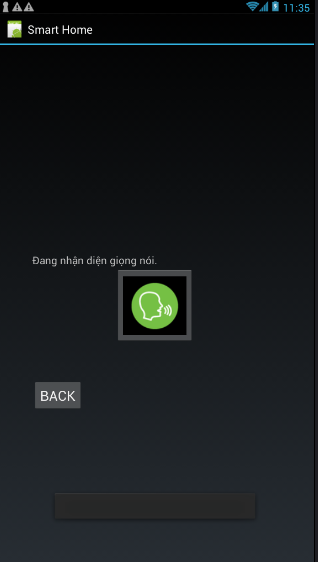 11:35
Smart Home
Đang nhận diện giọng nói.
BACK